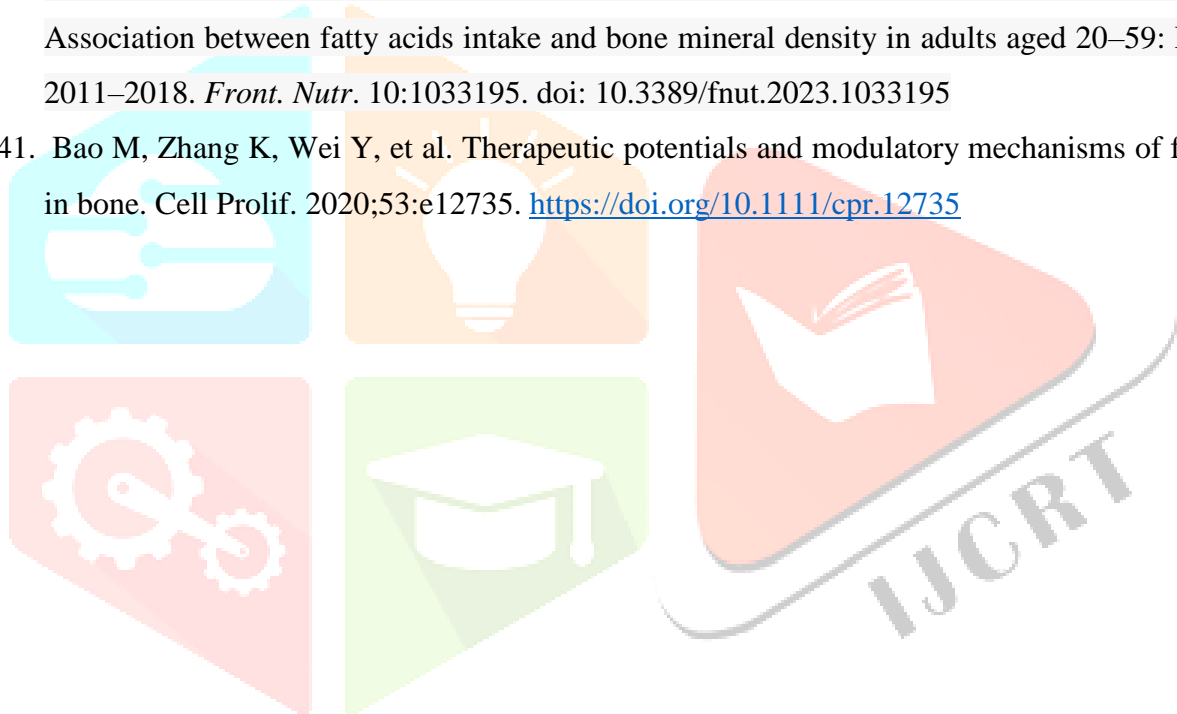 Association between fatty acids intake and bone mineral density in adults aged 20–59:
2011–2018. Front. Nutr. 10:1033195. doi: 10.3389/fnut.2023.1033195
41. Bao M, Zhang K, Wei Y, et al. Therapeutic potentials and modulatory mechanisms of
in bone. Cell Prolif. 2020;53:e12735. https://doi.org/10.1111/cpr.12735
IJCRT